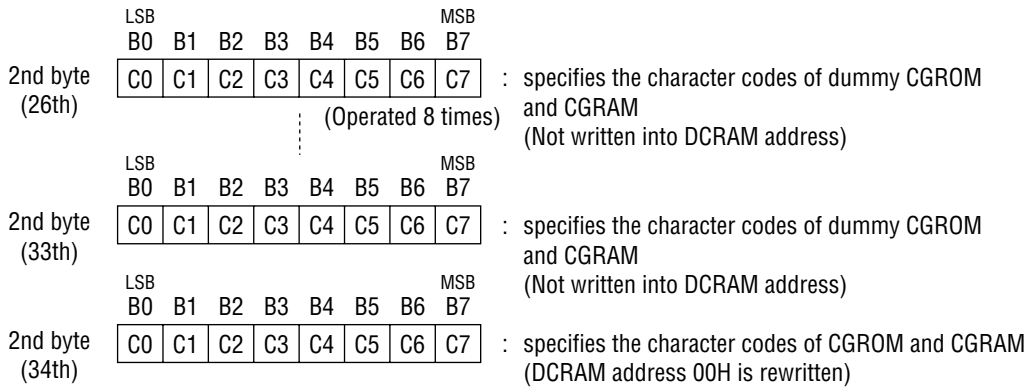 LSB MSB
B0 B1 B2 B3 B4 B5 B6 B7
2nd byte C0 C1 C2 C3 C4 C5 C6 C7 : specifies the character codes of dummy CGROM
(26th) and CGRAM
(Operated 8 times) (Not written into DCRAM address)
LSB MSB
B0 B1 B2 B3 B4 B5 B6 B7
2nd byte C0 C1 C2 C3 C4 C5 C6 C7 : specifies the character codes of dummy CGROM
(33th) and CGRAM
(Not written into DCRAM address)
LSB MSB
B0 B1 B2 B3 B4 B5 B6 B7
2nd byte C0 C1 C2 C3 C4 C5 C6 C7 : specifies the character codes of CGROM and CGRAM
(34th) (DCRAM address 00H is rewritten)